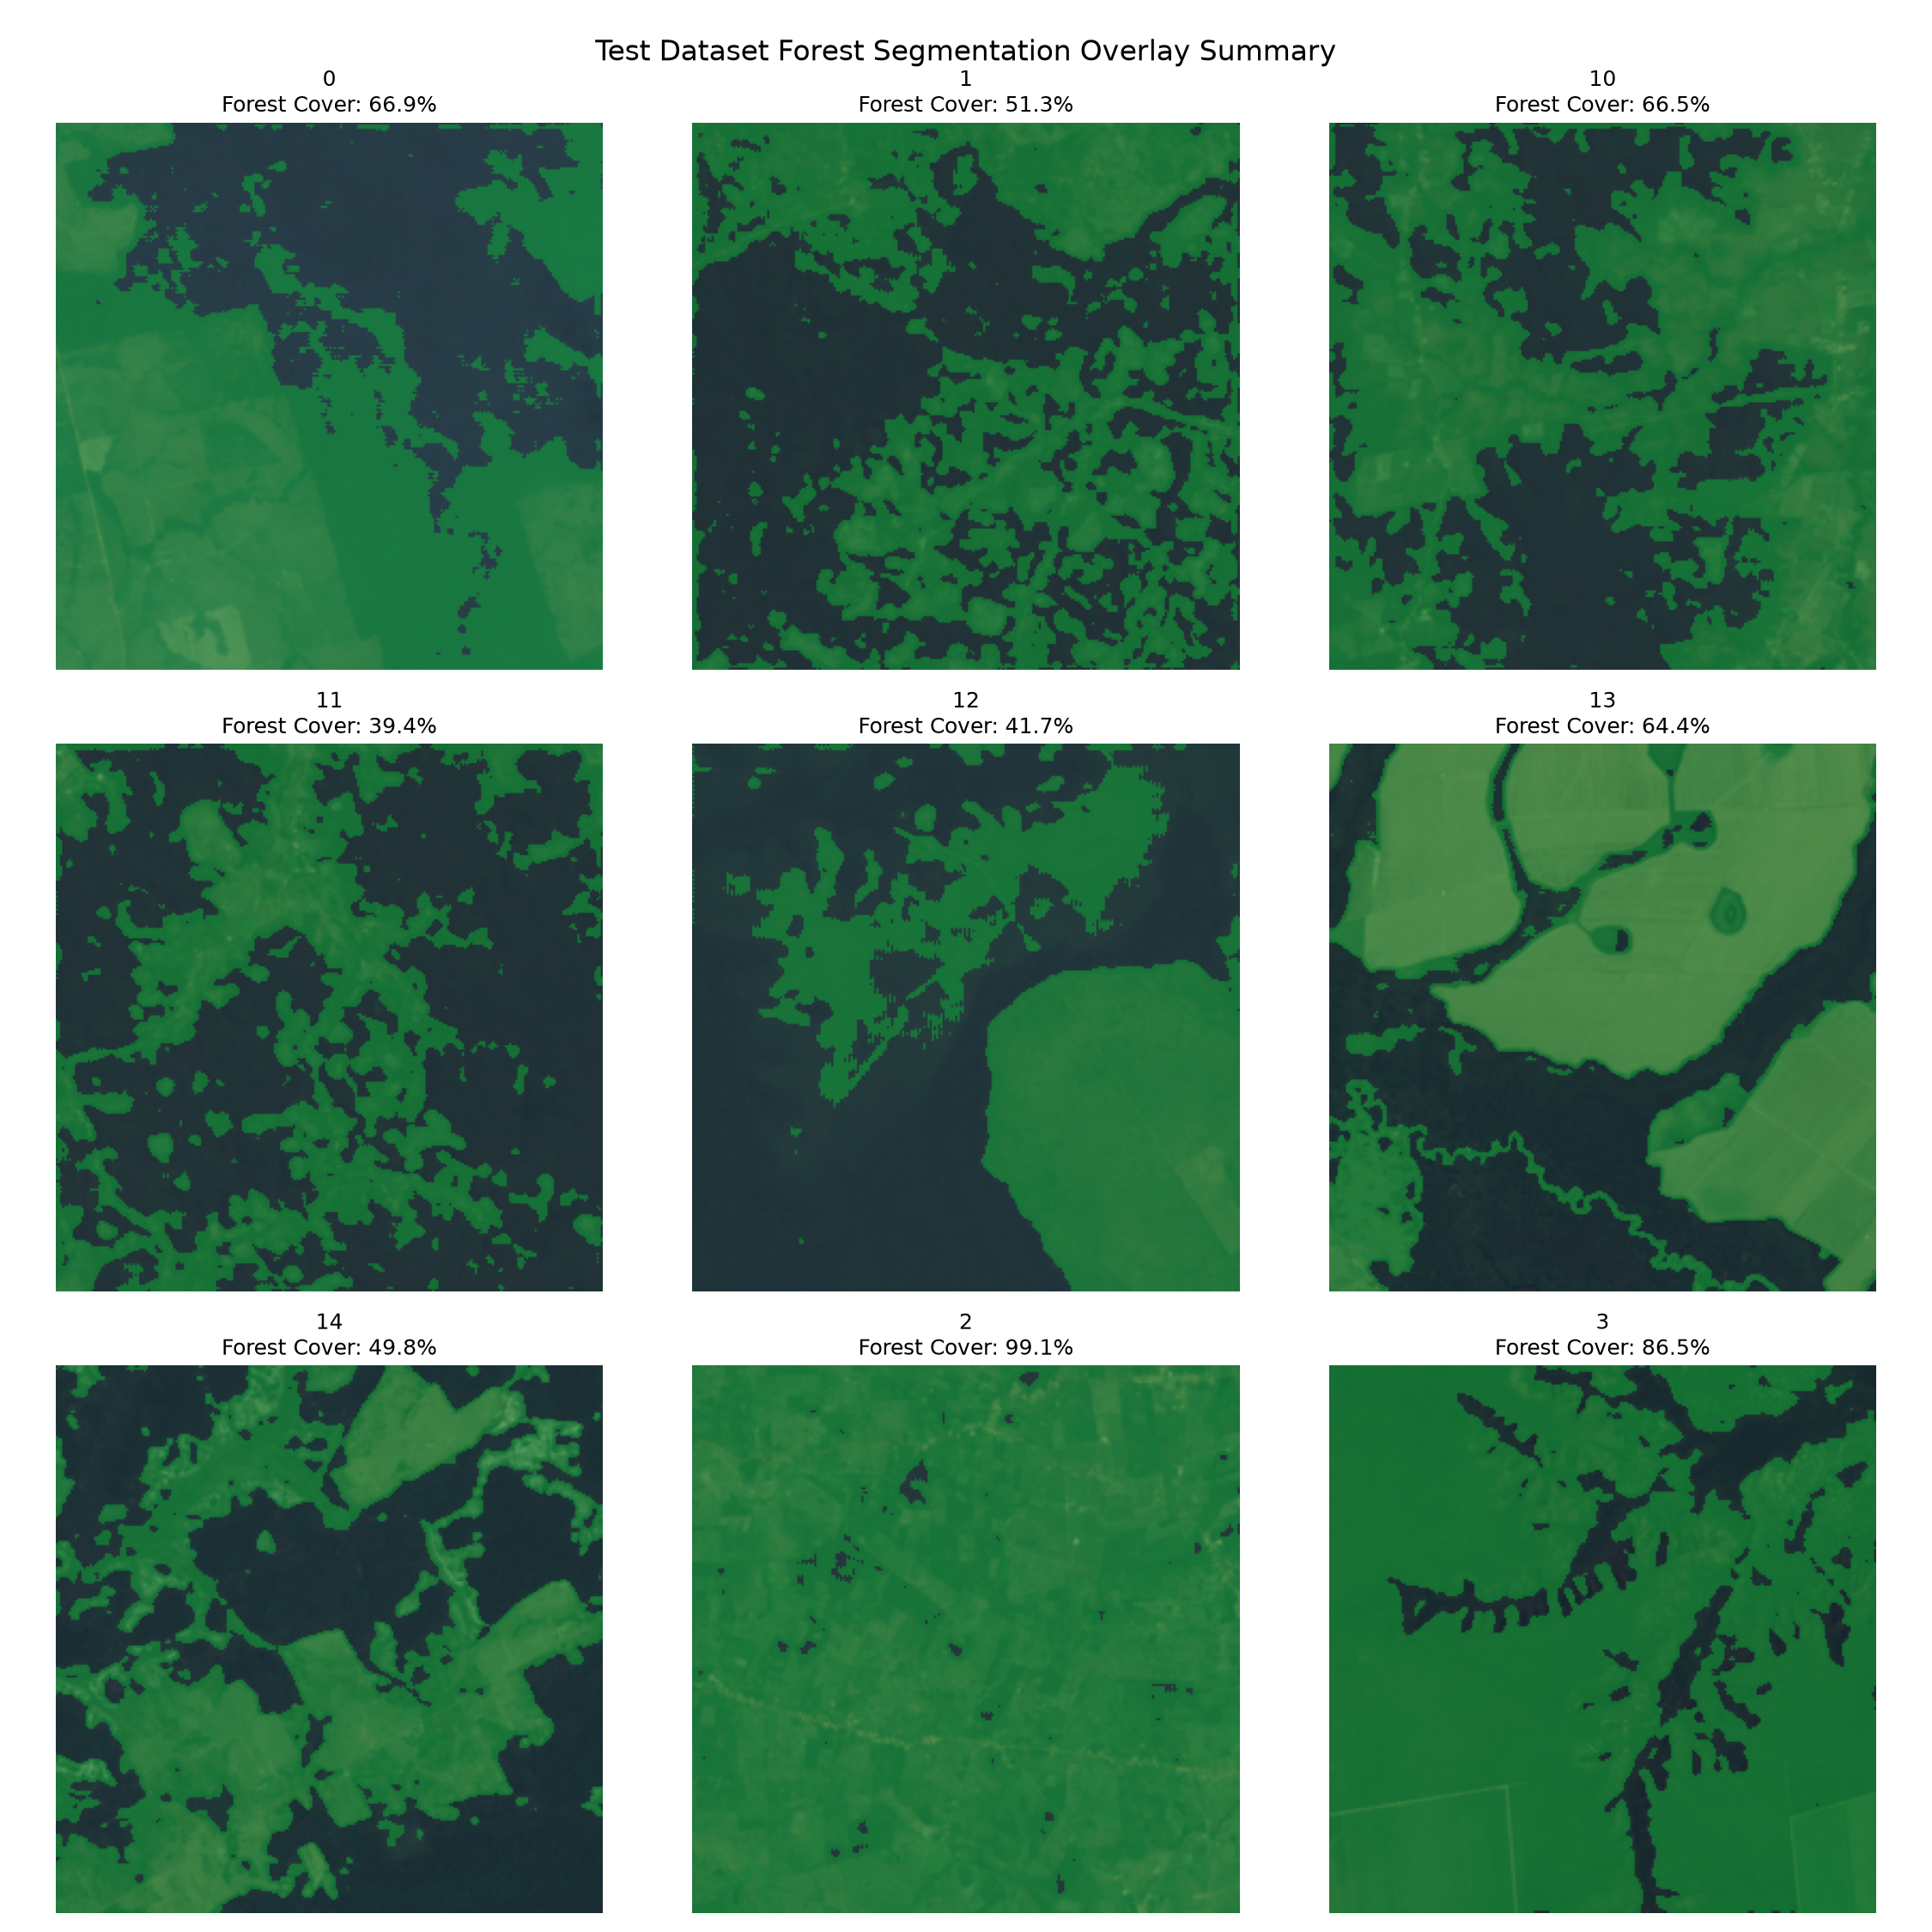 Test Dataset Forest Segmentation Overlay Summary
0
Forest Cover: 66.9%
1
Forest Cover: 51.3%
10
Forest Cover: 66.5%
11
Forest Cover: 39.4%
12
Forest Cover: 41.7%
13
Forest Cover: 64.4%
14
Forest Cover: 49.8%
2
Forest Cover: 99.1%
3
Forest Cover: 86.5%